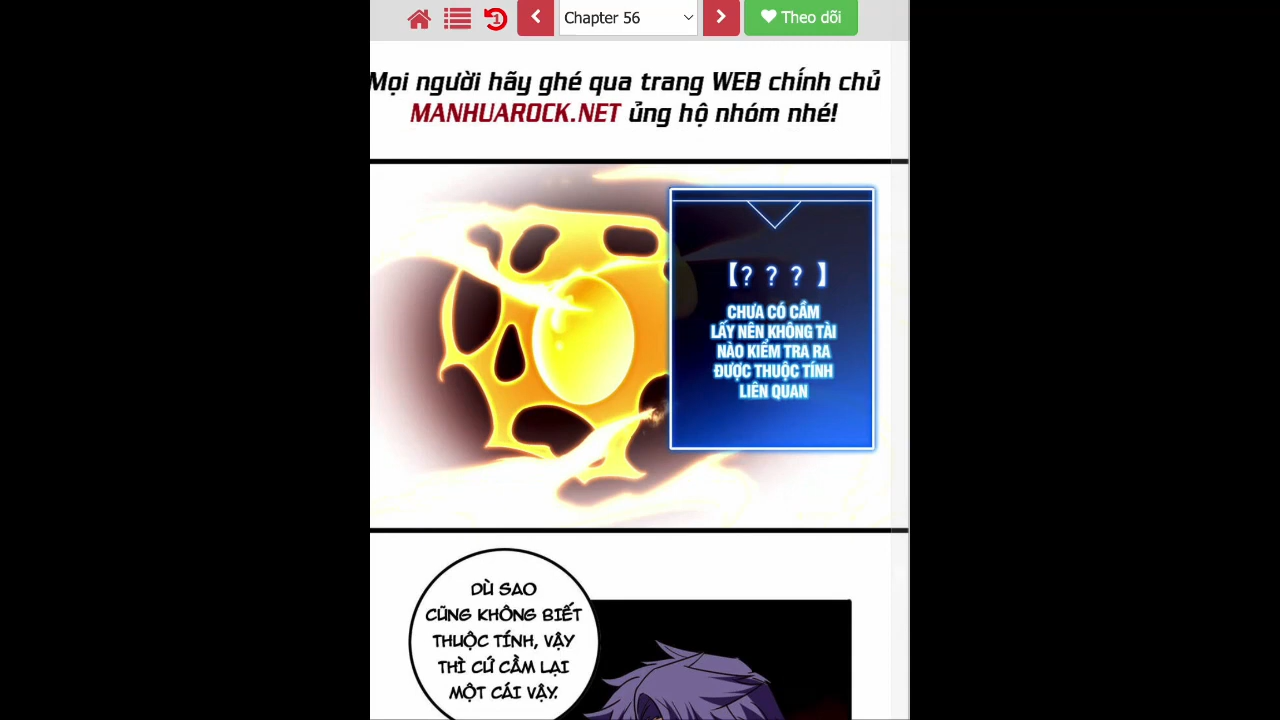 Chapter 56
Theo dõi
Mọi người hãy ghé qua trang WEB chính chủ
MANHUAROCK.NET ủng hộ nhóm nhé!
【? ? ?】
CHƯA CÓ CẦM
LẤY NÊN KHÔNG TÀI
NÀO KIỂM TRA RA
ĐƯỢC THUỘC TÍNH
LIÊN QUAN
DÙ SAO
CŨNG KHÔNG BIẾT
THUỘC TÍNH, VẬY
THÌ CỨ CẦM LẠI
MỘT CÁI VẬY.